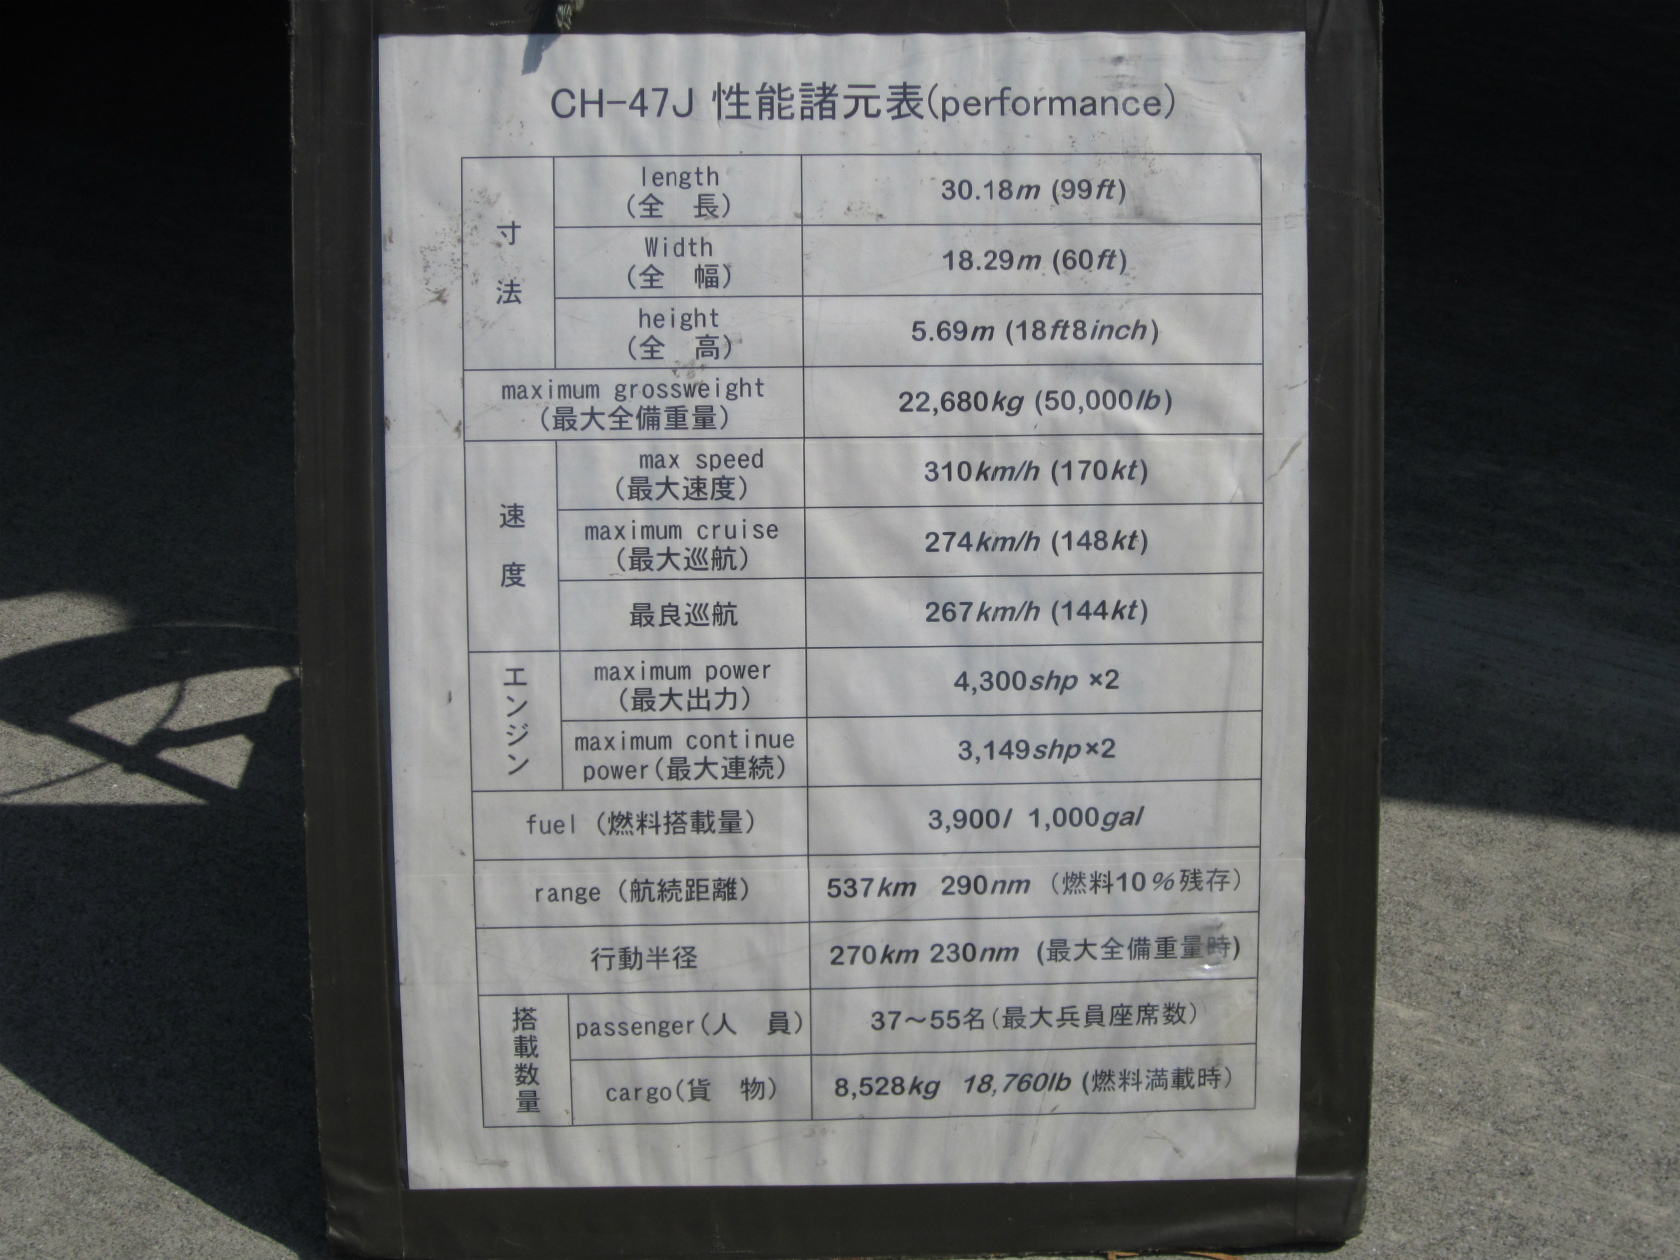 CH-47J 性能諸元表(performance)
寸法
length
(全 長)
30.18m (99ft)
Width
(全 幅)
18.29m (60ft)
height
(全 高)
5.69m (18ft8inch)
maximum grossweight
(最大全備重量)
22,680kg (50,000lb)
速度
max speed
(最大速度)
310km/h (170kt)
maximum cruise
(最大巡航)
274km/h (148kt)
最良巡航
267km/h (144kt)
エンジン
maximum power
(最大出力)
4,300shp ×2
maximum continue
power(最大連続)
3,149shp×2
fuel (燃料搭載量)
3,900l 1,000gal
range (航続距離)
537km 290nm (燃料10%残存)
行動半径
270km 230nm (最大全備重量時)
搭載数量
passenger(人 員)
37～55名(最大兵員座席数)
cargo(貨 物)
8,528kg 18,760lb (燃料満載時)